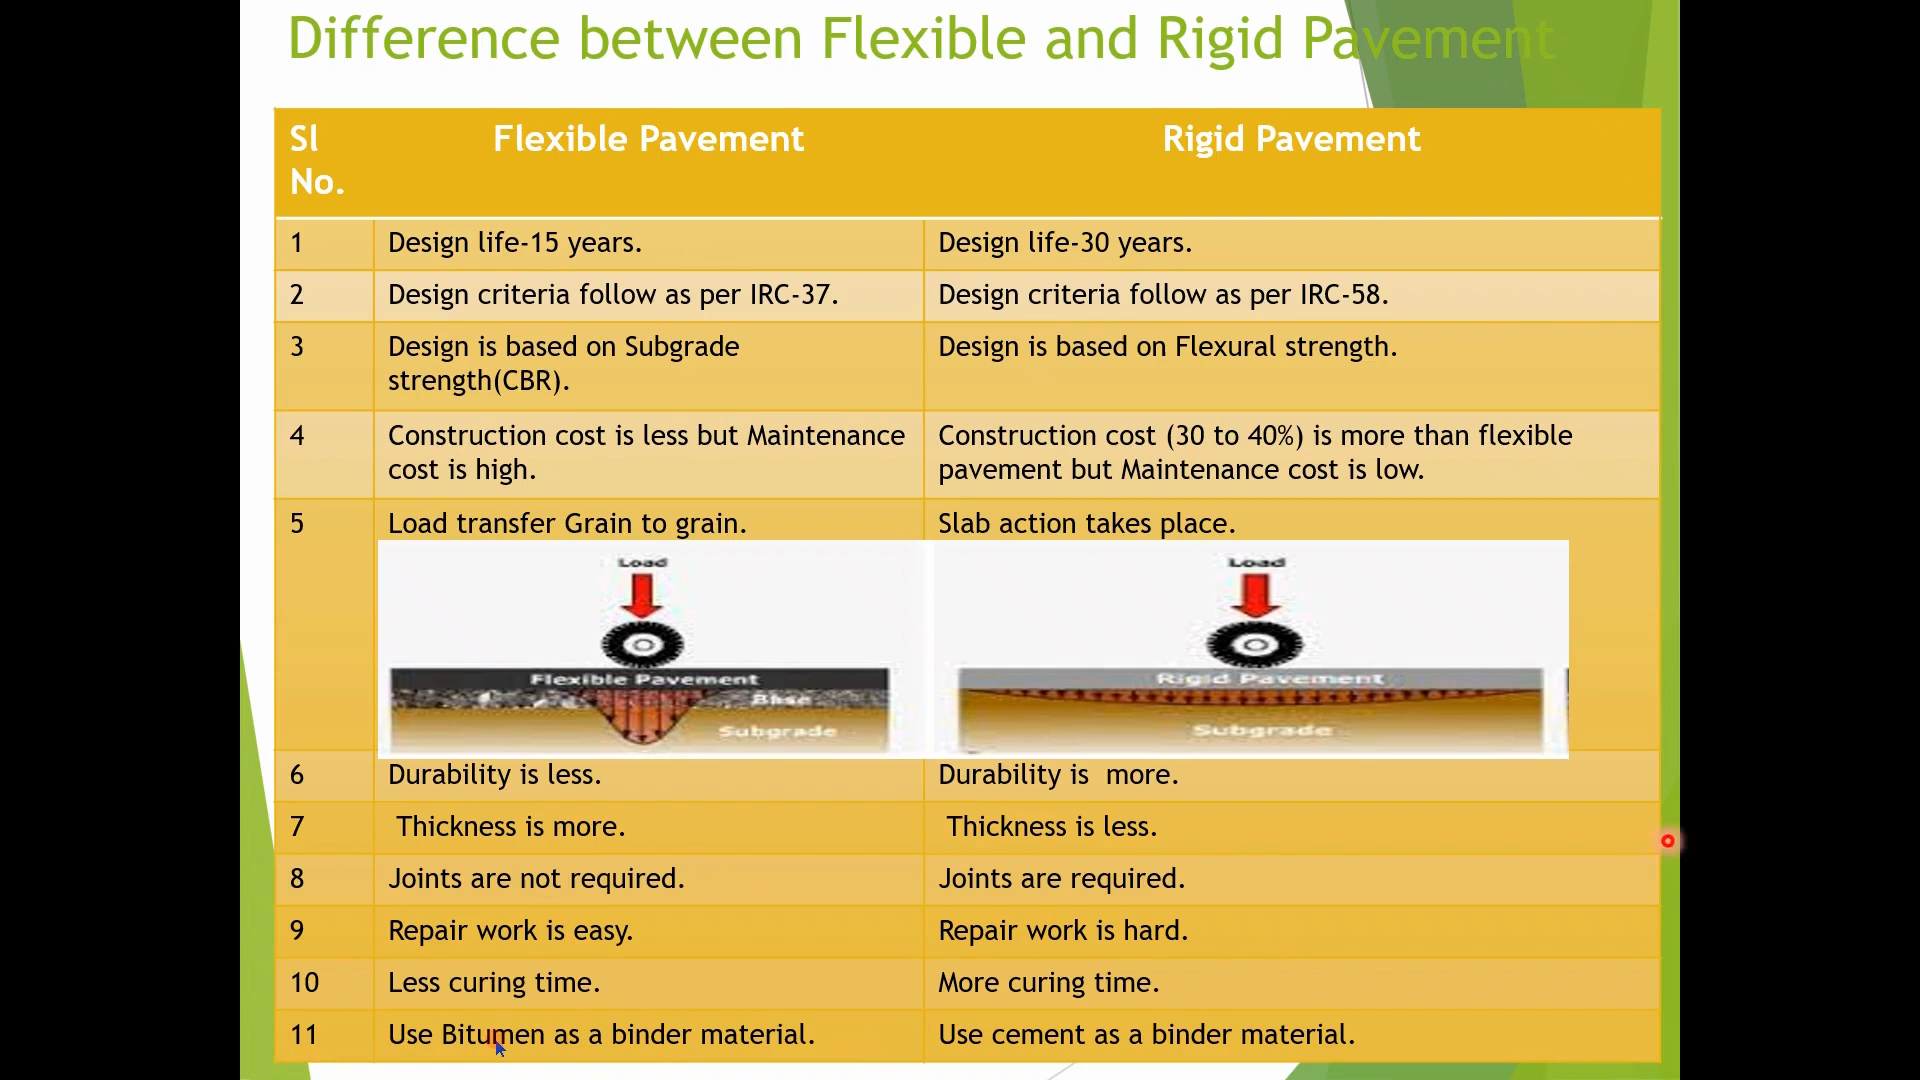 Difference between Flexible and Rigid Pavement
Sl No. Flexible Pavement Rigid Pavement
1 Design life-15 years. Design life-30 years.
2 Design criteria follow as per IRC-37. Design criteria follow as per IRC-58.
3 Design is based on Subgrade strength(CBR). Design is based on Flexural strength.
4 Construction cost is less but Maintenance cost is high. Construction cost (30 to 40%) is more than flexible pavement but Maintenance cost is low.
5 Load transfer Grain to grain. Slab action takes place.
Load Load
Flexible Pavement Rigid Pavement
Base
Subgrade Subgrade
6 Durability is less. Durability is  more.
7 Thickness is more. Thickness is less.
8 Joints are not required. Joints are required.
9 Repair work is easy. Repair work is hard.
10 Less curing time. More curing time.
11 Use Bitumen as a binder material. Use cement as a binder material.